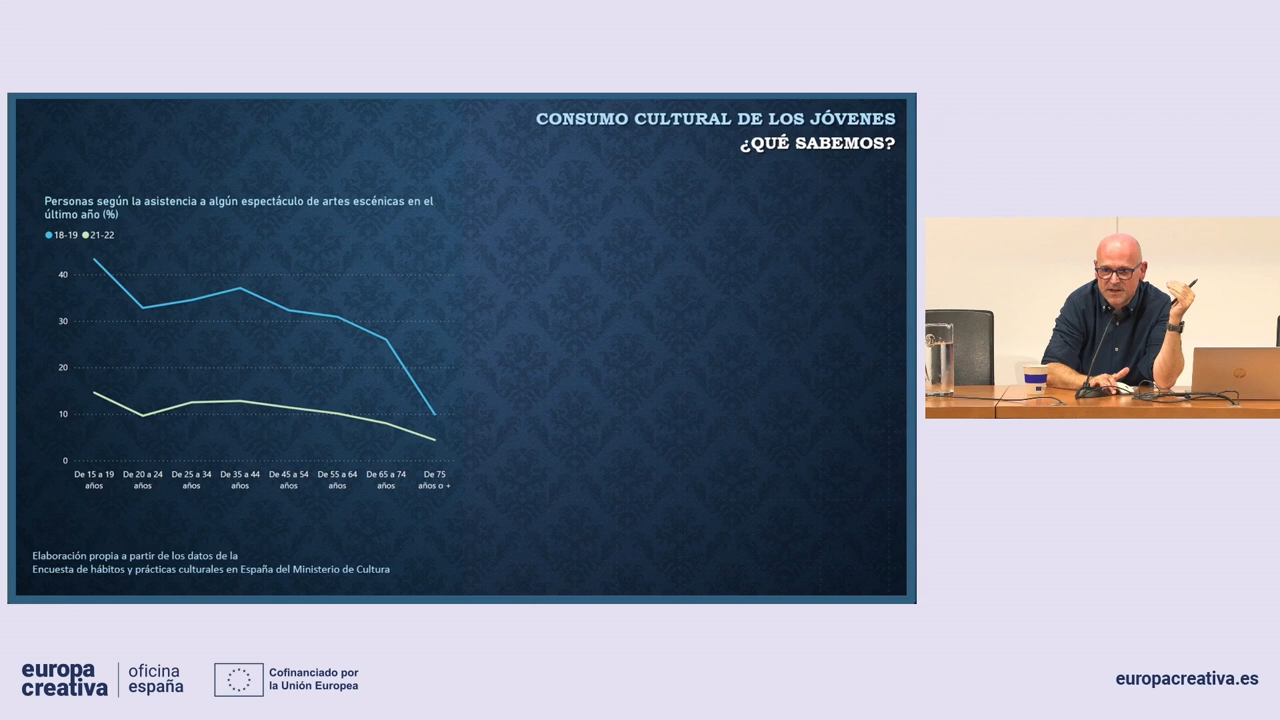 CONSUMO CULTURAL DE LOS JÓVENES
¿QUÉ SABEMOS?
Personas según la asistencia a algún espectáculo de artes escénicas en el
último año (%)
18-19 21-22
40
30
20
10
0
De 15 a 19 años
De 20 a 24 años
De 25 a 34 años
De 35 a 44 años
De 45 a 54 años
De 55 a 64 años
De 65 a 74 años
De 75 años o +
Elaboración propia a partir de los datos de la
Encuesta de hábitos y prácticas culturales en España del Ministerio de Cultura
europa
creativa
oficina
españa
Cofinanciado por
la Unión Europea
europacreativa.es